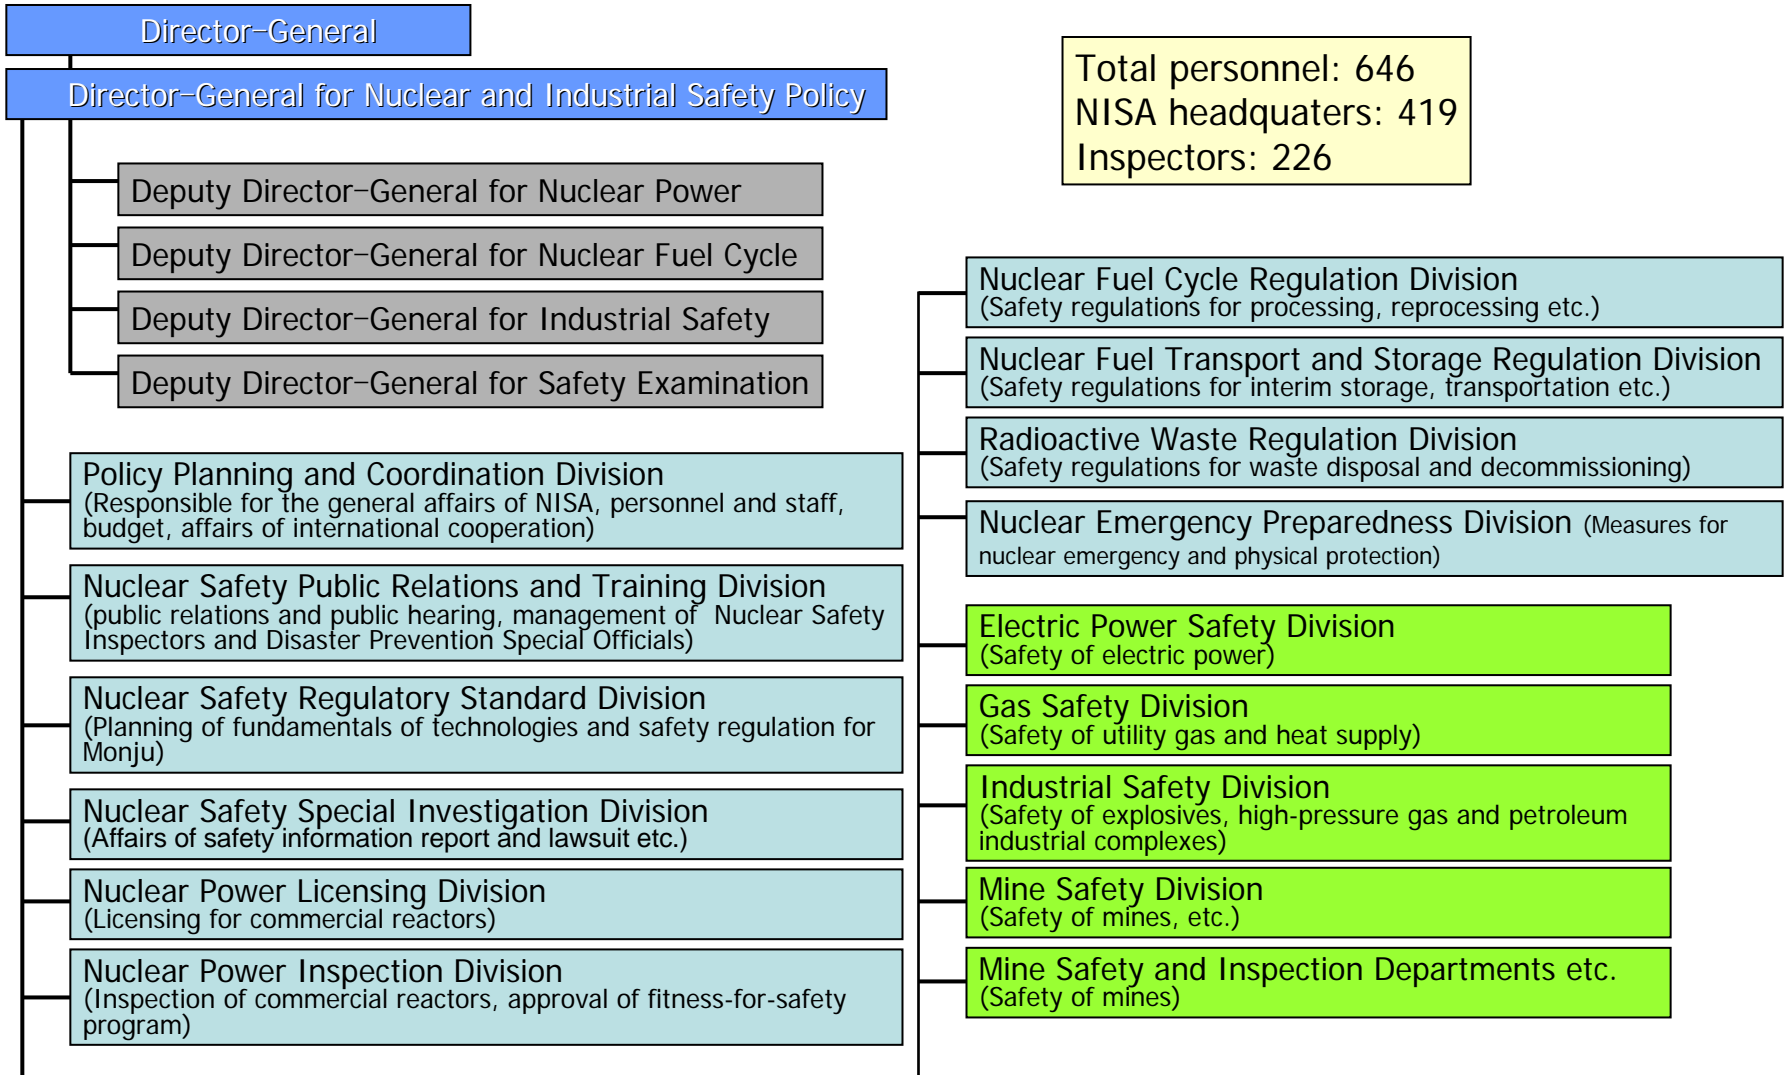 Director-General
Director-General for Nuclear and Industrial Safety Policy
Total personnel: 646
NISA headquaters: 419
Inspectors: 226
Deputy Director-General for Nuclear Power
Deputy Director-General for Nuclear Fuel Cycle
Deputy Director-General for Industrial Safety
Deputy Director-General for Safety Examination
Policy Planning and Coordination Division
(Responsible for the general affairs of NISA, personnel and staff,
budget, affairs of international cooperation)
Nuclear Safety Public Relations and Training Division
(public relations and public hearing, management of Nuclear Safety
Inspectors and Disaster Prevention Special Officials)
Nuclear Safety Regulatory Standard Division
(Planning of fundamentals of technologies and safety regulation for
Monju)
Nuclear Safety Special Investigation Division
(Affairs of safety information report and lawsuit etc.)
Nuclear Power Licensing Division
(Licensing for commercial reactors)
Nuclear Power Inspection Division
(Inspection of commercial reactors, approval of fitness-for-safety
program)
Nuclear Fuel Cycle Regulation Division
(Safety regulations for processing, reprocessing etc.)
Nuclear Fuel Transport and Storage Regulation Division
(Safety regulations for interim storage, transportation etc.)
Radioactive Waste Regulation Division
(Safety regulations for waste disposal and decommissioning)
Nuclear Emergency Preparedness Division (Measures for
nuclear emergency and physical protection)
Electric Power Safety Division
(Safety of electric power)
Gas Safety Division
(Safety of utility gas and heat supply)
Industrial Safety Division
(Safety of explosives, high-pressure gas and petroleum
industrial complexes)
Mine Safety Division
(Safety of mines, etc.)
Mine Safety and Inspection Departments etc.
(Safety of mines)